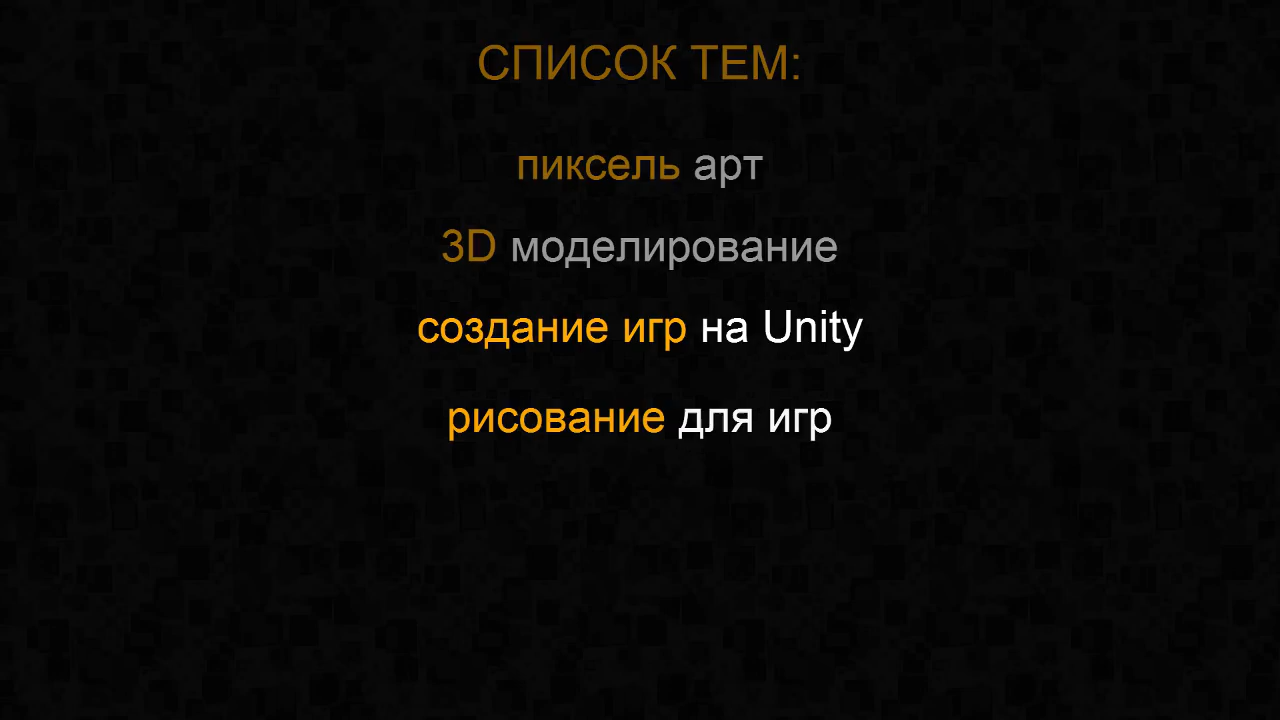 СПИСОК ТЕМ:
пиксель арт
3D моделирование
создание игр на Unity
рисование для игр